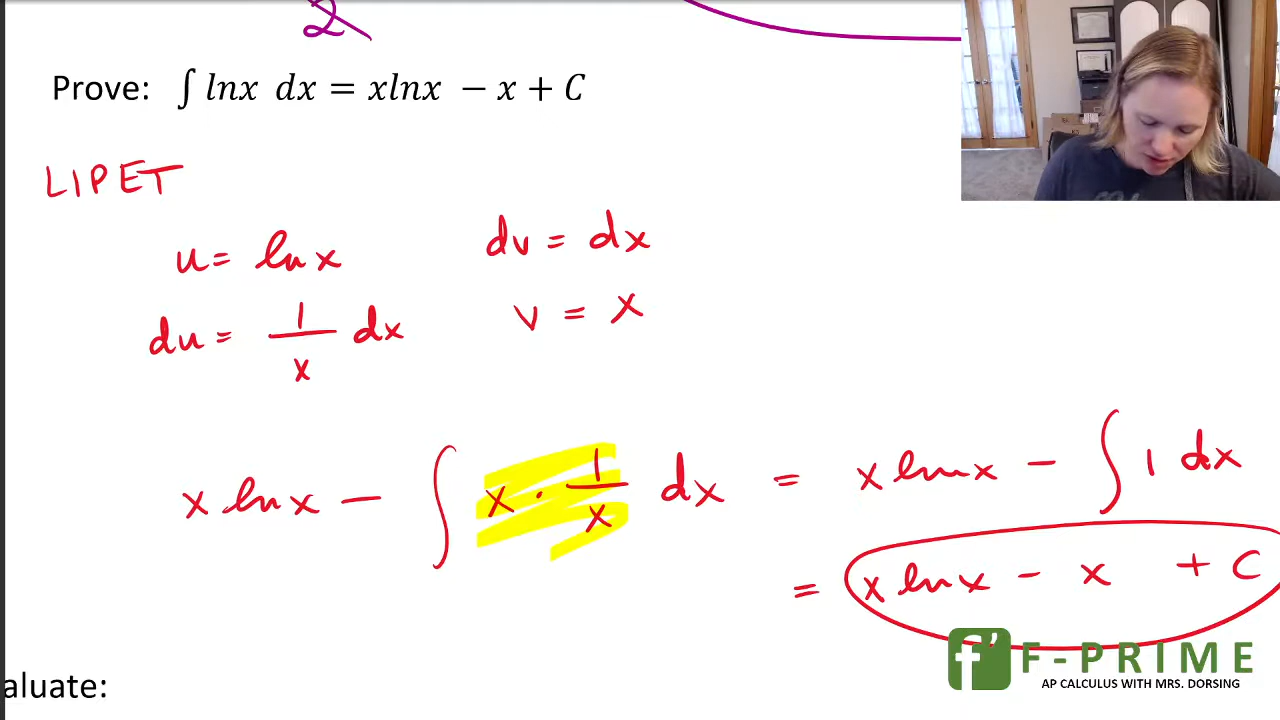 2
Prove: ∫ lnx dx = xlnx − x + C
LIPET
u = ln x dv = dx
du = 1/x dx v = x
x ln x − ∫ x · 1/x dx = x ln x − ∫ 1 dx
= x ln x − x + C
F-PRIME
AP CALCULUS WITH MRS. DORSING
aluate: